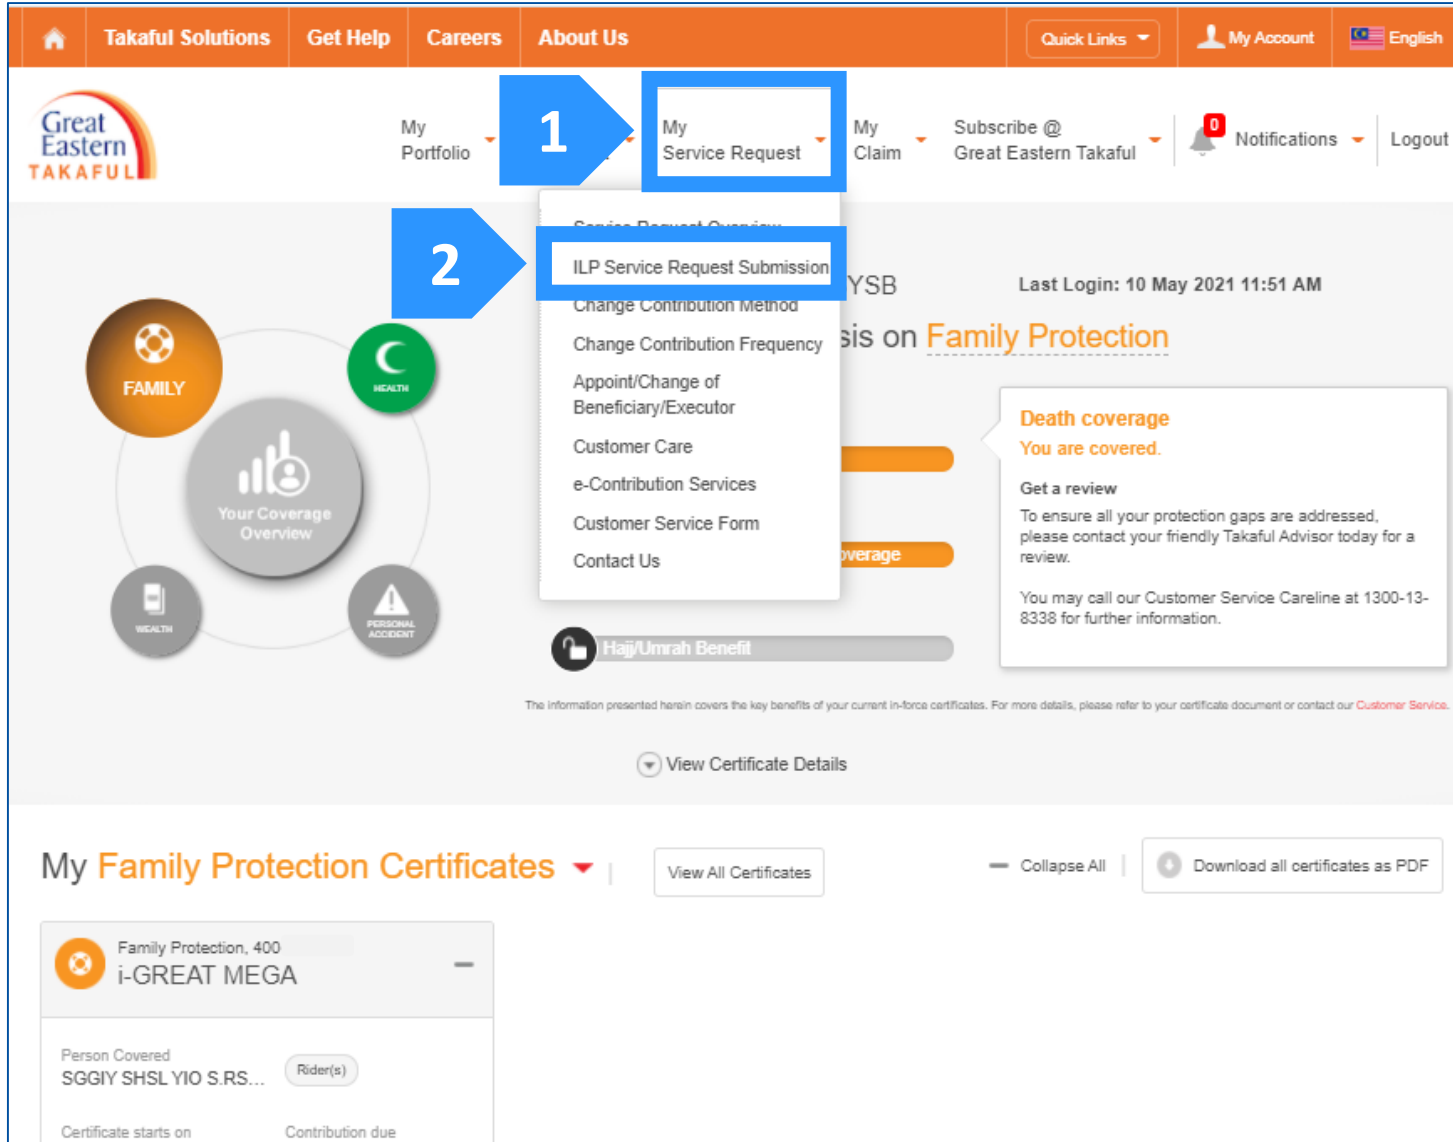 Takaful Solutions Get Help Careers About Us Quick Links My Account English
Great
Eastern
TAKAFUL
My
Portfolio
1
My
Service Request
My
Claim
Subscribe @
Great Eastern Takaful
0
Notifications
Logout
2
Service Request Overview
ILP Service Request Submission
Change Contribution Method
Change Contribution Frequency
Appoint/Change of
Beneficiary/Executor
Customer Care
e-Contribution Services
Customer Service Form
Contact Us
YSB
Last Login: 10 May 2021 11:51 AM
sis on Family Protection
FAMILY
HEALTH
Your Coverage
Overview
WEALTH
PERSONAL
ACCIDENT
overage
Hajj/Umrah Benefit
Death coverage
You are covered.
Get a review
To ensure all your protection gaps are addressed,
please contact your friendly Takaful Advisor today for a
review.
You may call our Customer Service Careline at 1300-13-
8338 for further information.
The information presented herein covers the key benefits of your current in-force certificates. For more details, please refer to your certificate document or contact our Customer Service.
View Certificate Details
My Family Protection Certificates
View All Certificates
Collapse All
Download all certificates as PDF
Family Protection, 400
i-GREAT MEGA
Person Covered
SGGIY SHSL YIO S.RS...
Rider(s)
Certificate starts on
Contribution due